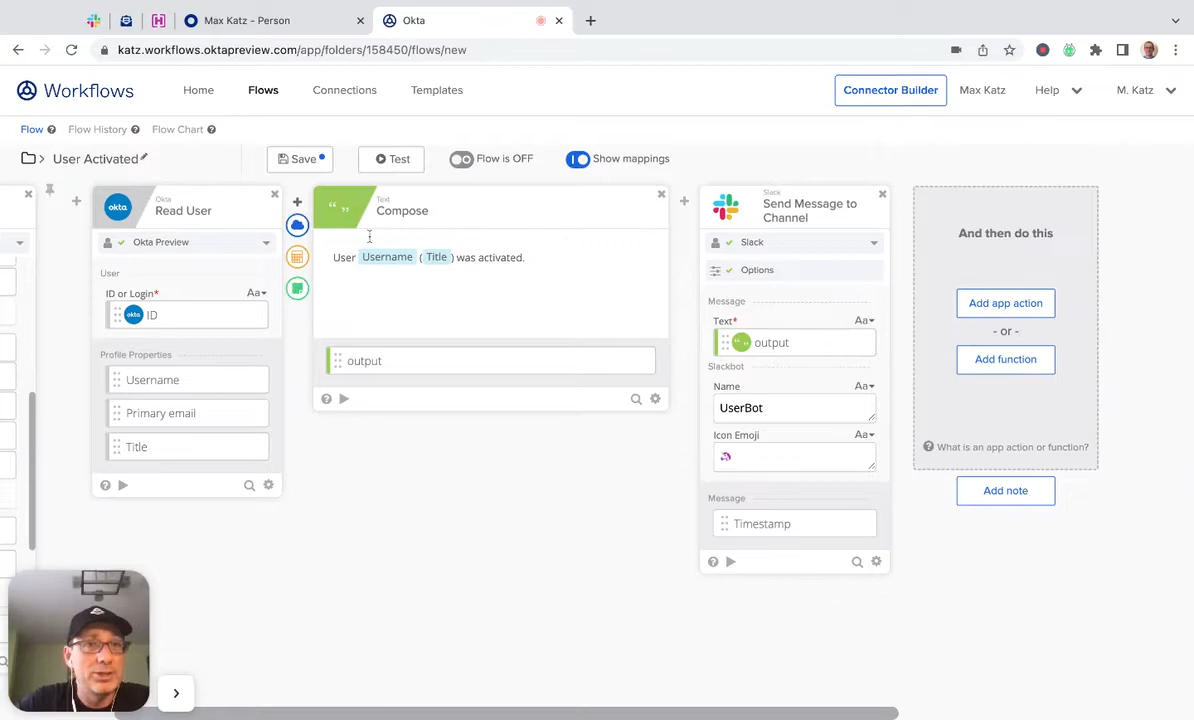 Max Katz – Person
Okta
katz.workflows.oktapreview.com/app/folders/158450/flows/new
Workflows
Home
Flows
Connections
Templates
Connector Builder
Max Katz
Help
M. Katz
Flow
Flow History
Flow Chart
User Activated
Save
Test
Flow is OFF
Show mappings
okta
Okta
Read User
Okta Preview
User
ID or Login*
Aa
okta
ID
Profile Properties
Username
Primary email
Title
Text
Compose
User Username ( Title ) was activated.
output
Slack
Send Message to
Channel
Slack
Options
Message
Text*
Aa
output
Slackbot
Name
Aa
UserBot
Icon Emoji
Aa
Message
Timestamp
And then do this
Add app action
- or -
Add function
What is an app action or function?
Add note